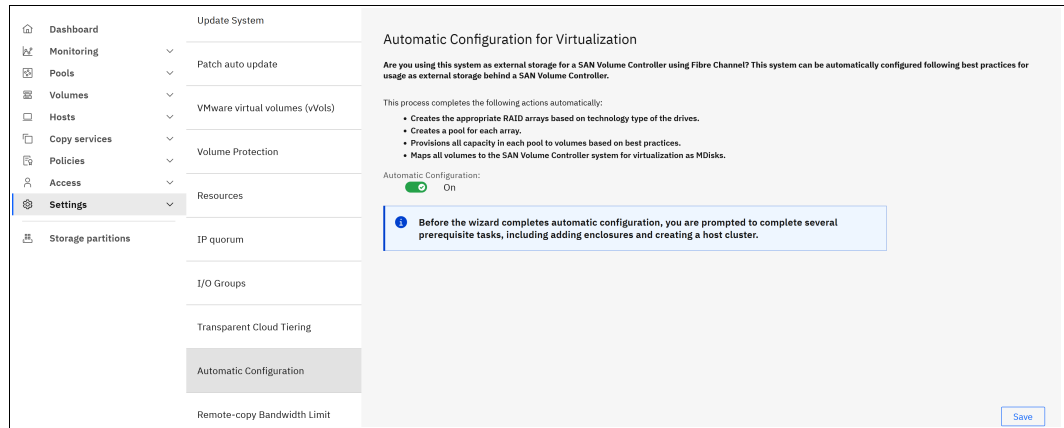 Dashboard
Monitoring
Pools
Volumes
Hosts
Copy services
Policies
Access
Settings
Storage partitions
Update System
Patch auto update
VMware virtual volumes (vVols)
Volume Protection
Resources
IP quorum
I/O Groups
Transparent Cloud Tiering
Automatic Configuration
Remote-copy Bandwidth Limit
Automatic Configuration for Virtualization
Are you using this system as external storage for a SAN Volume Controller using Fibre Channel? This system can be automatically configured following best practices for
usage as external storage behind a SAN Volume Controller.
This process completes the following actions automatically:
• Creates the appropriate RAID arrays based on technology type of the drives.
• Creates a pool for each array.
• Provisions all capacity in each pool to volumes based on best practices.
• Maps all volumes to the SAN Volume Controller system for virtualization as MDisks.
Automatic Configuration:
On
Before the wizard completes automatic configuration, you are prompted to complete several
prerequisite tasks, including adding enclosures and creating a host cluster.
Save